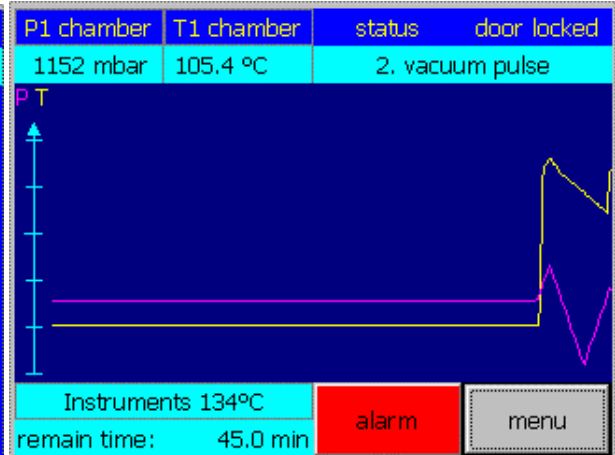 P1 chamber T1 chamber status door locked
1152 mbar 105.4 ºC 2. vacuum pulse
P T
Instruments 134ºC
alarm menu
remain time: 45.0 min